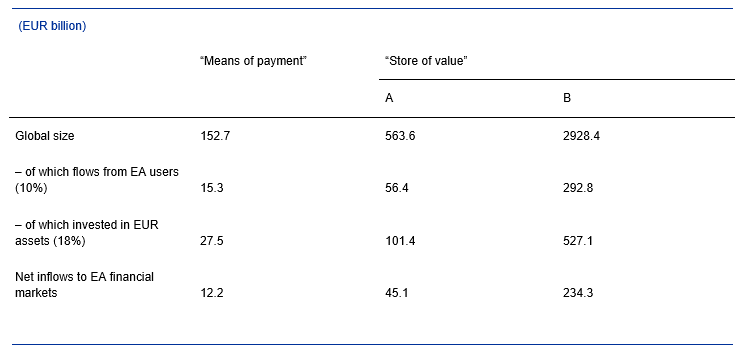 (EUR billion)
“Means of payment” “Store of value”
A B
Global size 152.7 563.6 2928.4
– of which flows from EA users
(10%) 15.3 56.4 292.8
– of which invested in EUR
assets (18%) 27.5 101.4 527.1
Net inflows to EA financial
markets 12.2 45.1 234.3